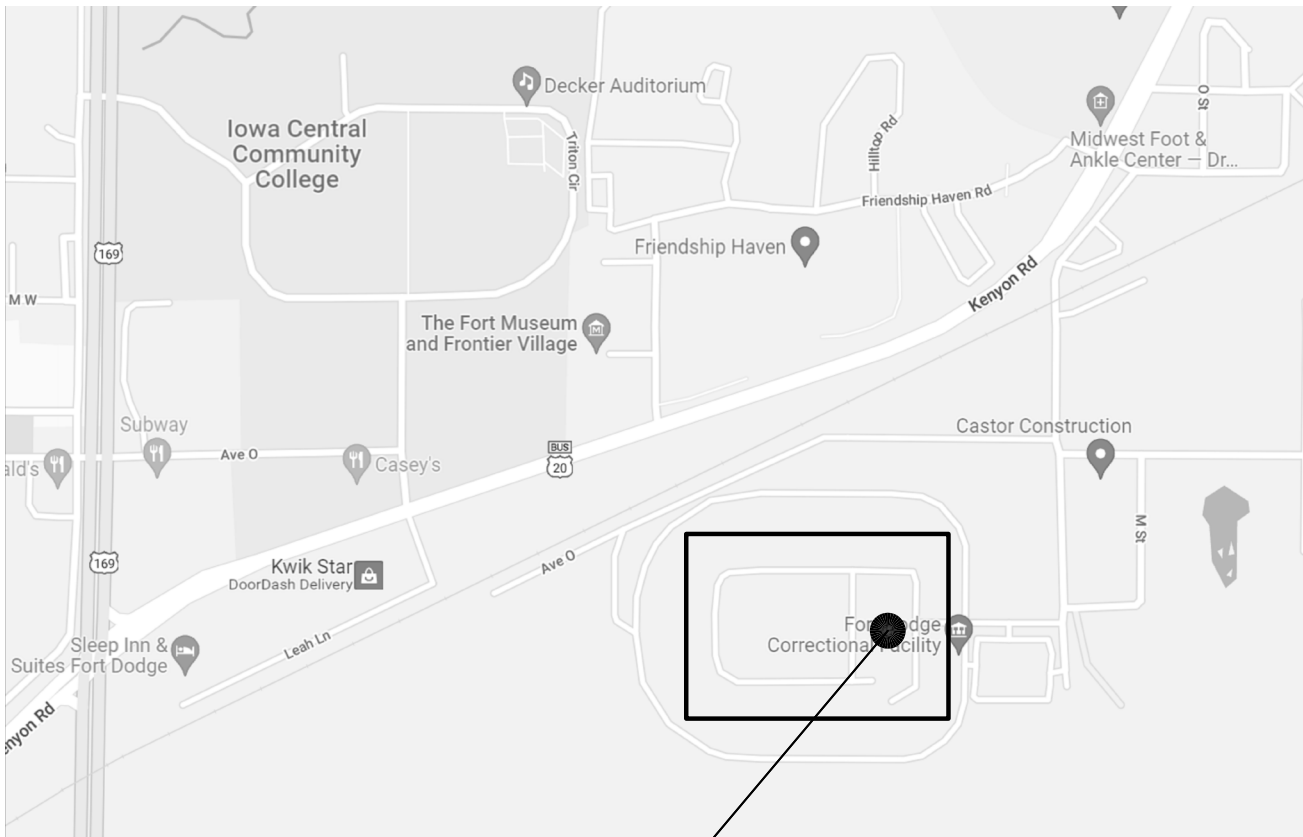 Decker Auditorium
Iowa Central
Community
College
Triton Cir
Hilltop Rd
O St
Midwest Foot &
Ankle Center — Dr...
Friendship Haven Rd
169
Friendship Haven
Kenyon Rd
M W
The Fort Museum
and Frontier Village
Subway
Ave O
ald's
Casey's
BUS
20
Castor Construction
M St
169
Kwik Star
DoorDash Delivery
Ave O
Leah Ln
Sleep Inn &
Suites Fort Dodge
enyon Rd
Correctional